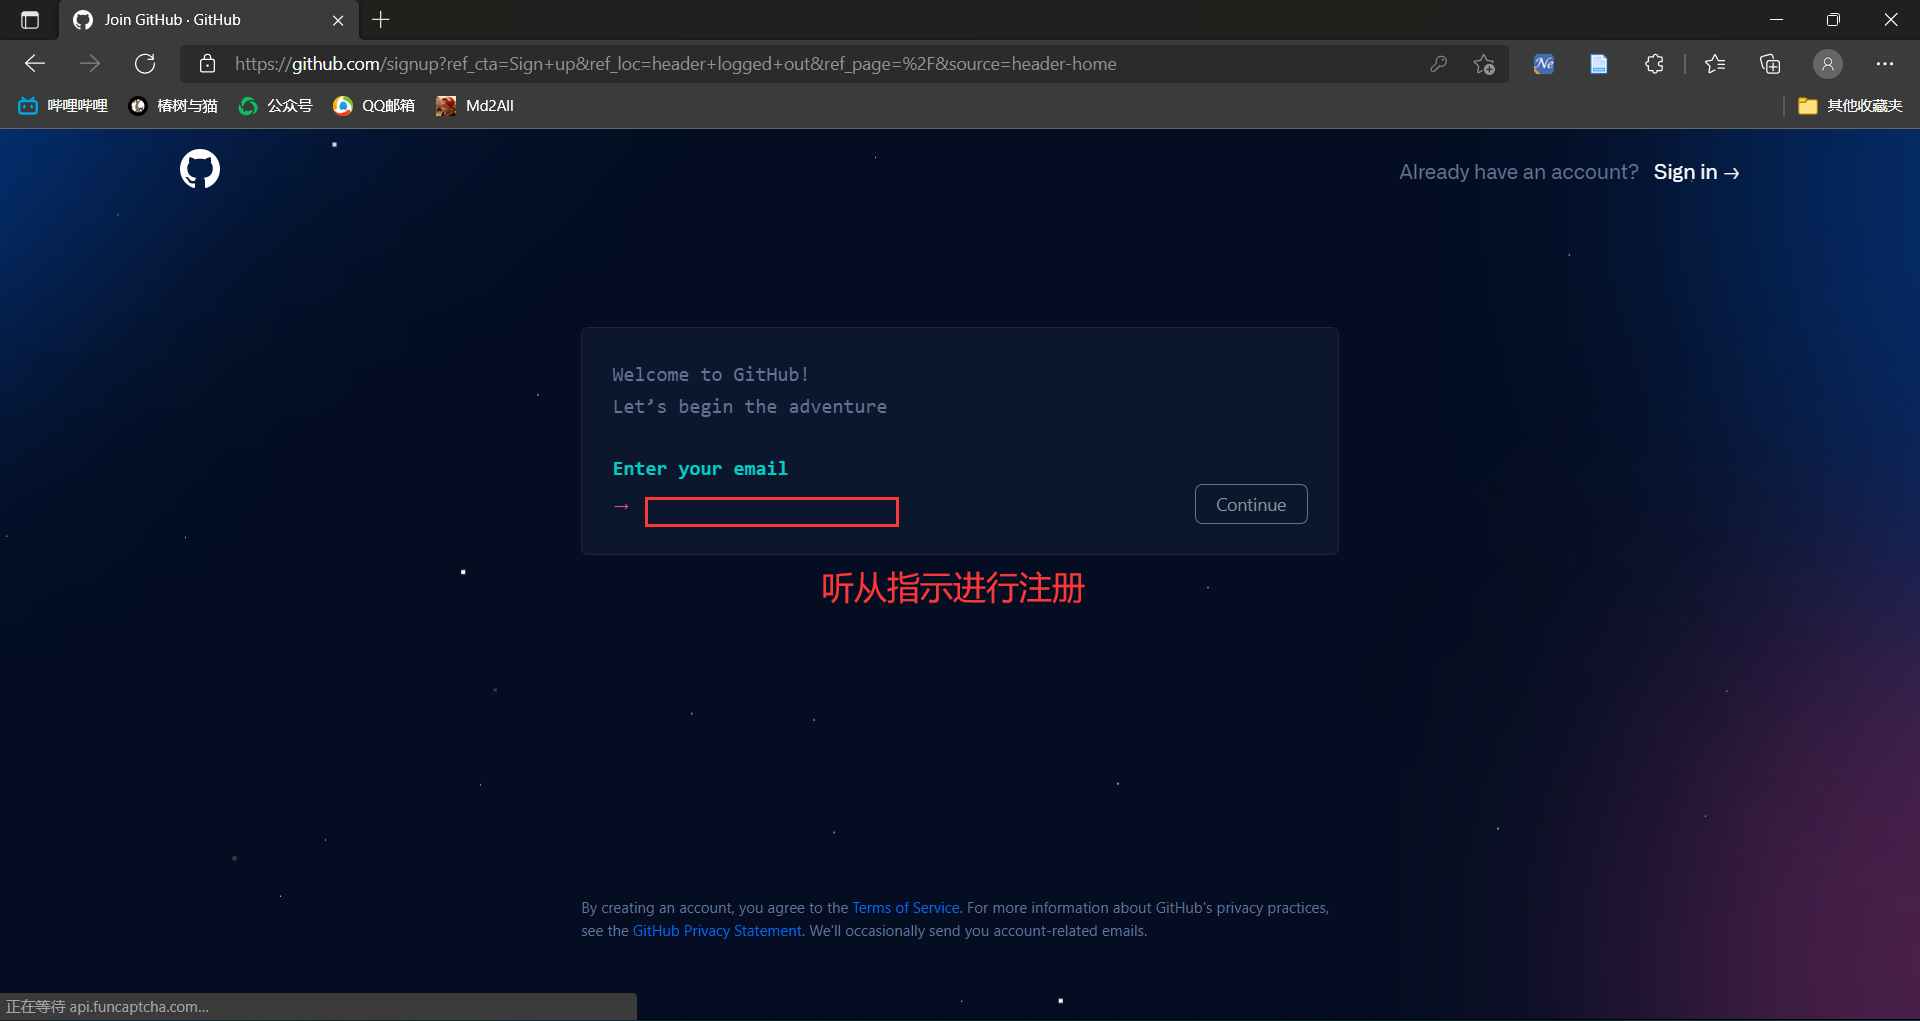 Join GitHub · GitHub
https://github.com/signup?ref_cta=Sign+up&ref_loc=header+logged+out&ref_page=%2F&source=header-home
哔哩哔哩
椿树与猫
公众号
QQ邮箱
Md2All
其他收藏夹
Already have an account? Sign in →
Welcome to GitHub!
Let’s begin the adventure
Enter your email
→
Continue
听从指示进行注册
By creating an account, you agree to the Terms of Service. For more information about GitHub's privacy practices,
see the GitHub Privacy Statement. We'll occasionally send you account-related emails.
正在等待 api.funcaptcha.com...